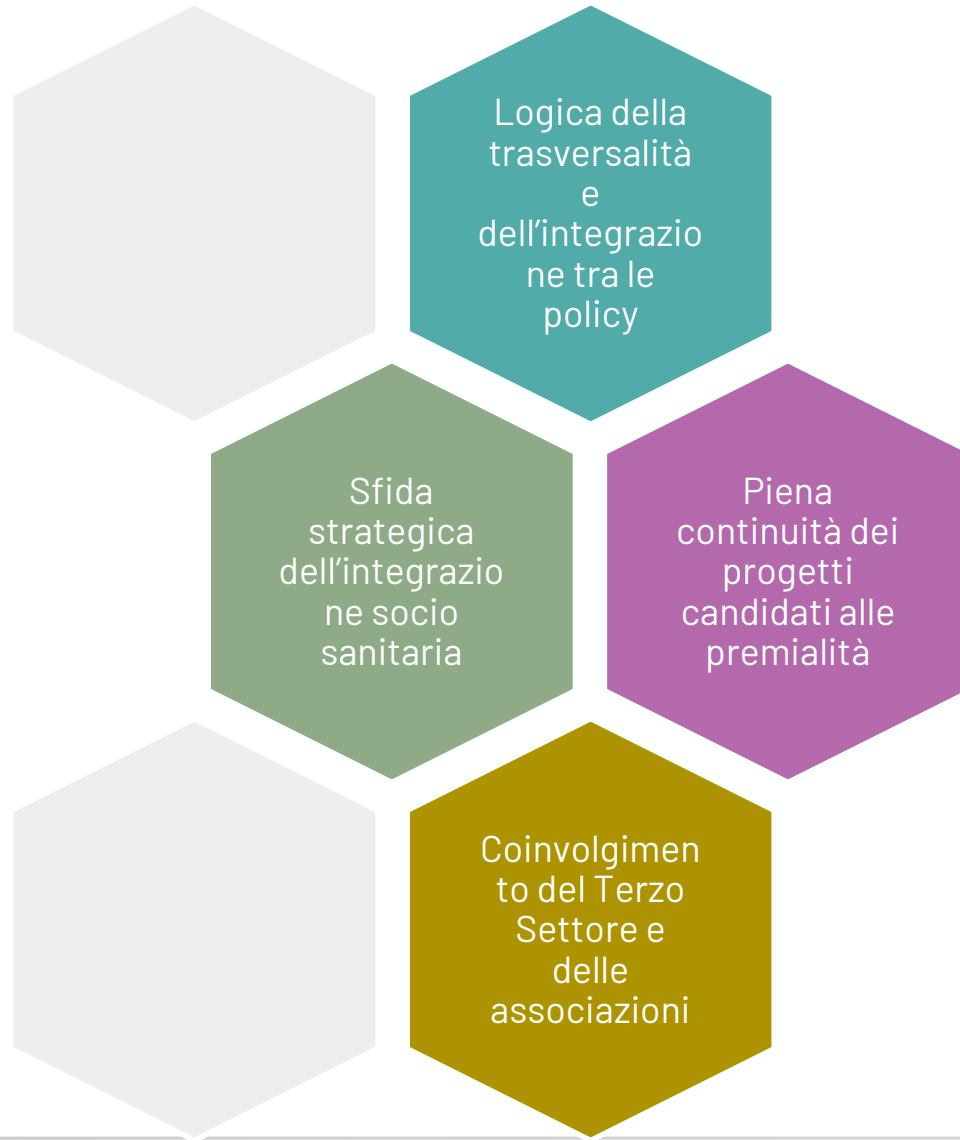 Logica della
trasversalità
e
dell’integrazio
ne tra le
policy
Sfida
strategica
dell’integrazio
ne socio
sanitaria
Piena
continuità dei
progetti
candidati alle
premialità
Coinvolgimen
to del Terzo
Settore e
delle
associazioni